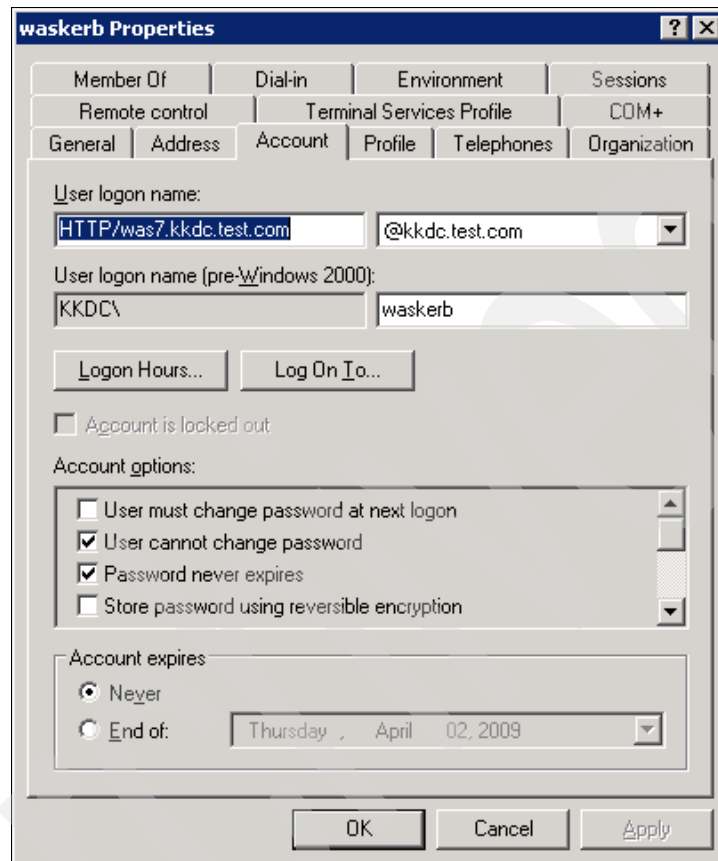 waskerb Properties
Member Of Dial-in Environment Sessions
Remote control Terminal Services Profile COM+
General Address Account Profile Telephones Organization
User logon name:
HTTP/was7.kkdc.test.com @kkdc.test.com
User logon name (pre-Windows 2000):
KKDC\ waskerb
Logon Hours... Log On To...
Account is locked out
Account options:
User must change password at next logon
User cannot change password
Password never expires
Store password using reversible encryption
Account expires
Never
End of: Thursday , April 02, 2009
OK Cancel Apply